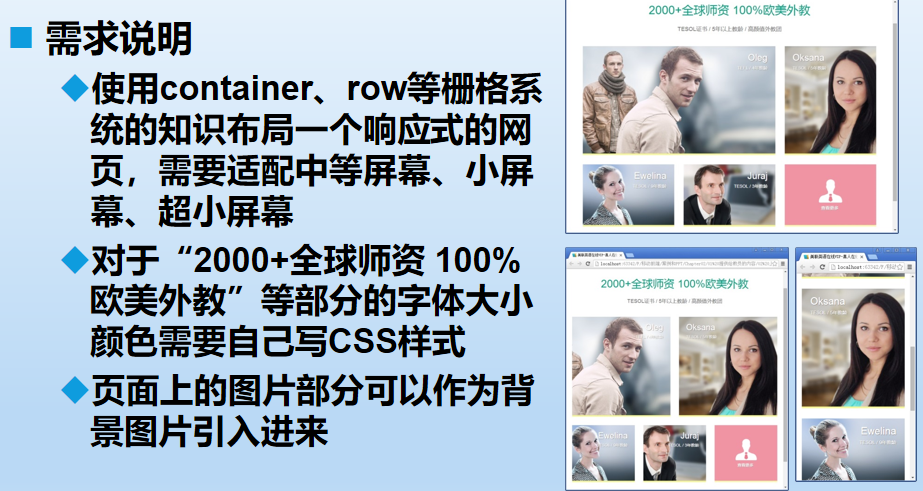 需求说明
使用container、row等栅格系
统的知识布局一个响应式的网
页，需要适配中等屏幕、小屏
幕、超小屏幕
对于“2000+全球师资 100%
欧美外教”等部分的字体大小
颜色需要自己写CSS样式
页面上的图片部分可以作为背
景图片引入进来
2000+全球师资 100%欧美外教
TESOL证书 / 5年以上教龄 / 高颜值外教团
Oleg
Oksana
Ewelina
Juraj
TESOL / 3年教龄
2000+全球师资 100%欧美外教
TESOL证书 / 5年以上教龄 / 高颜值外教团
Oleg
Oksana
Ewelina
Juraj
TESOL / 3年教龄
Oksana
Ewelina